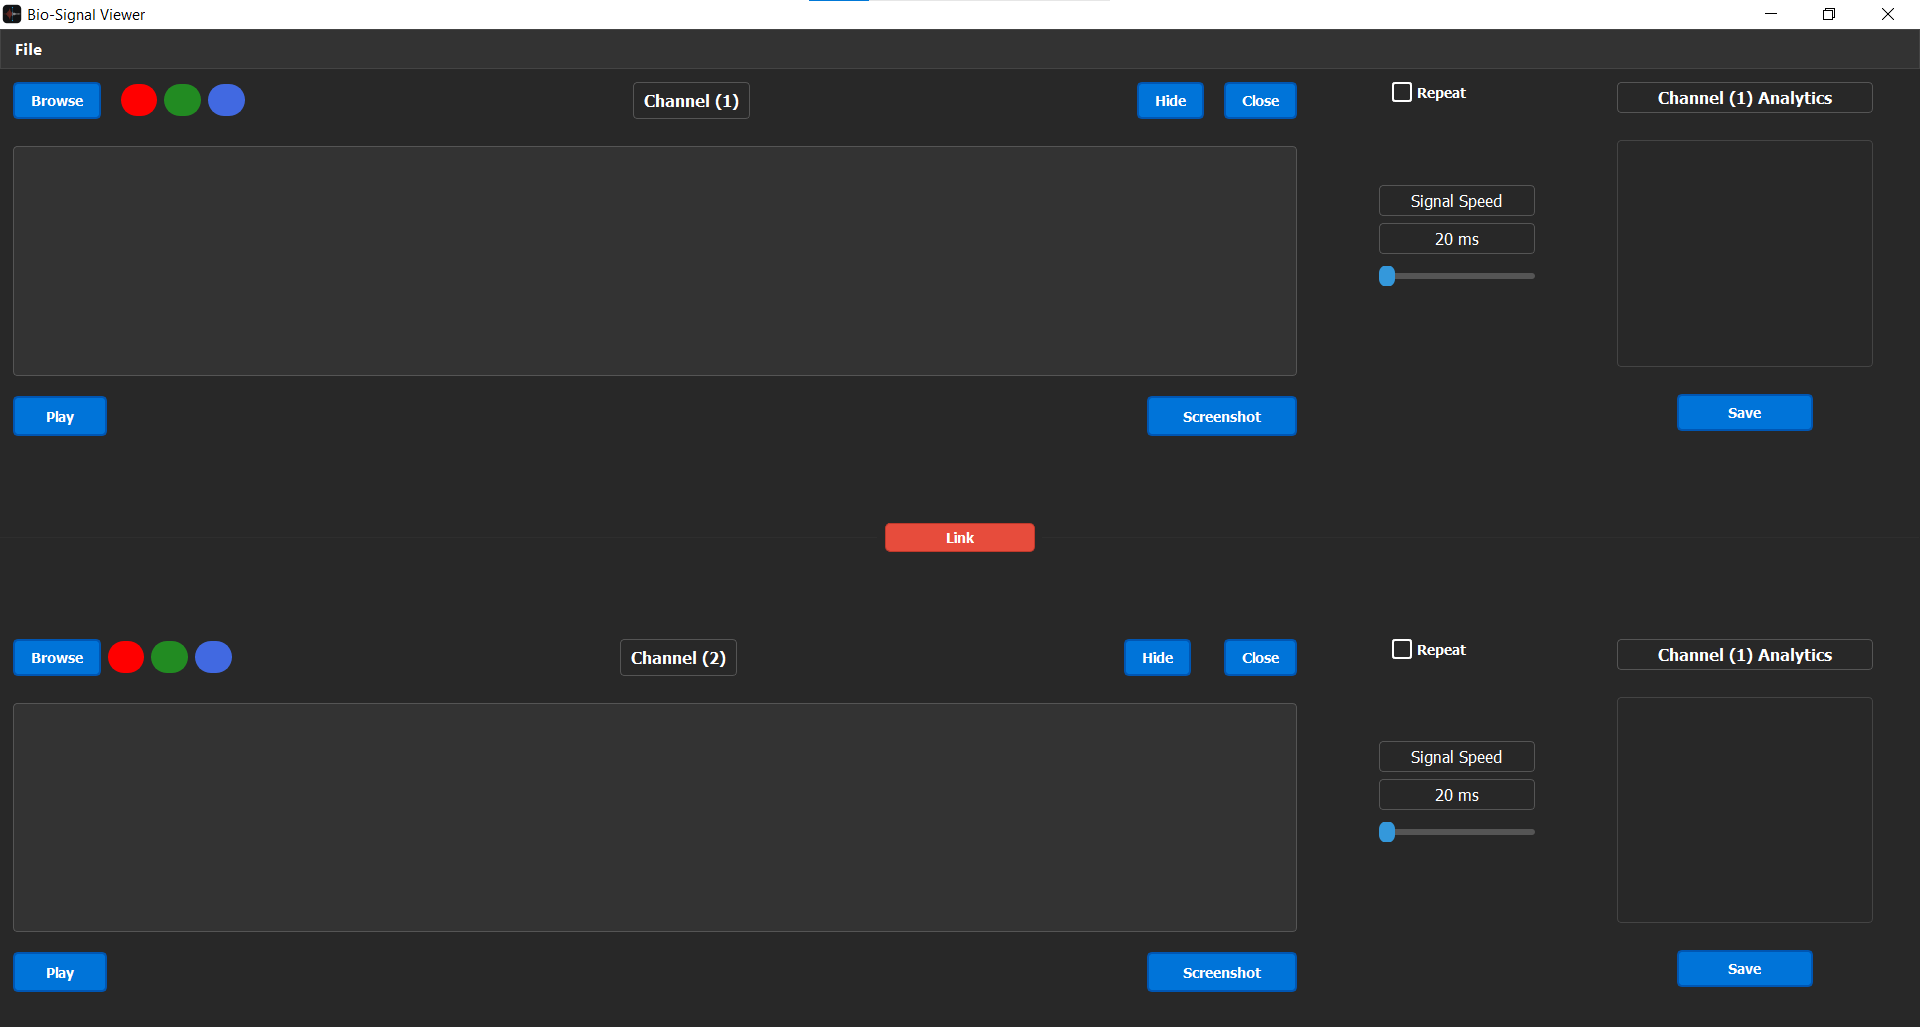 Bio-Signal Viewer
File
Browse
Channel (1)
Hide
Close
Repeat
Channel (1) Analytics
Signal Speed
20 ms
Play
Screenshot
Save
Link
Browse
Channel (2)
Hide
Close
Repeat
Channel (1) Analytics
Signal Speed
20 ms
Play
Screenshot
Save